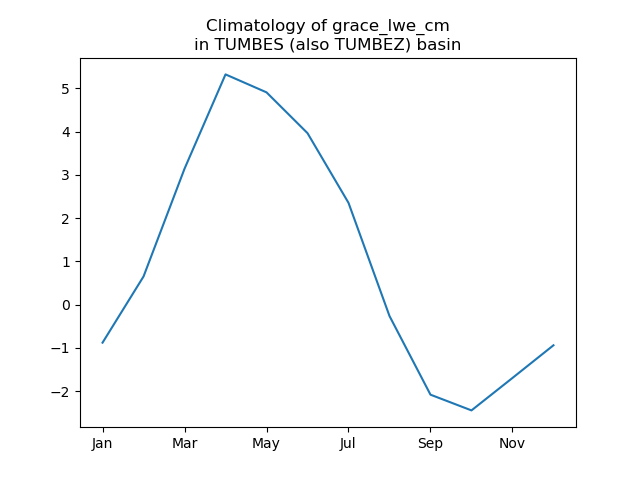 Climatology of grace_lwe_cm
in TUMBES (also TUMBEZ) basin
5
4
3
2
1
0
−1
−2
Jan Mar May Jul Sep Nov